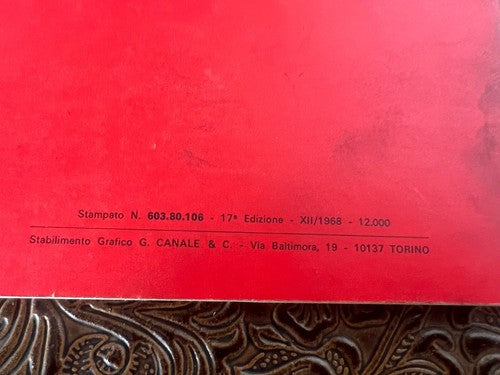 Stampato N. 603.80.106 - 17ª Edizione - XII/1968 - 12.000
Stabilimento Grafico G. CANALE & C. - Via Baltimora, 19 - 10137 TORINO